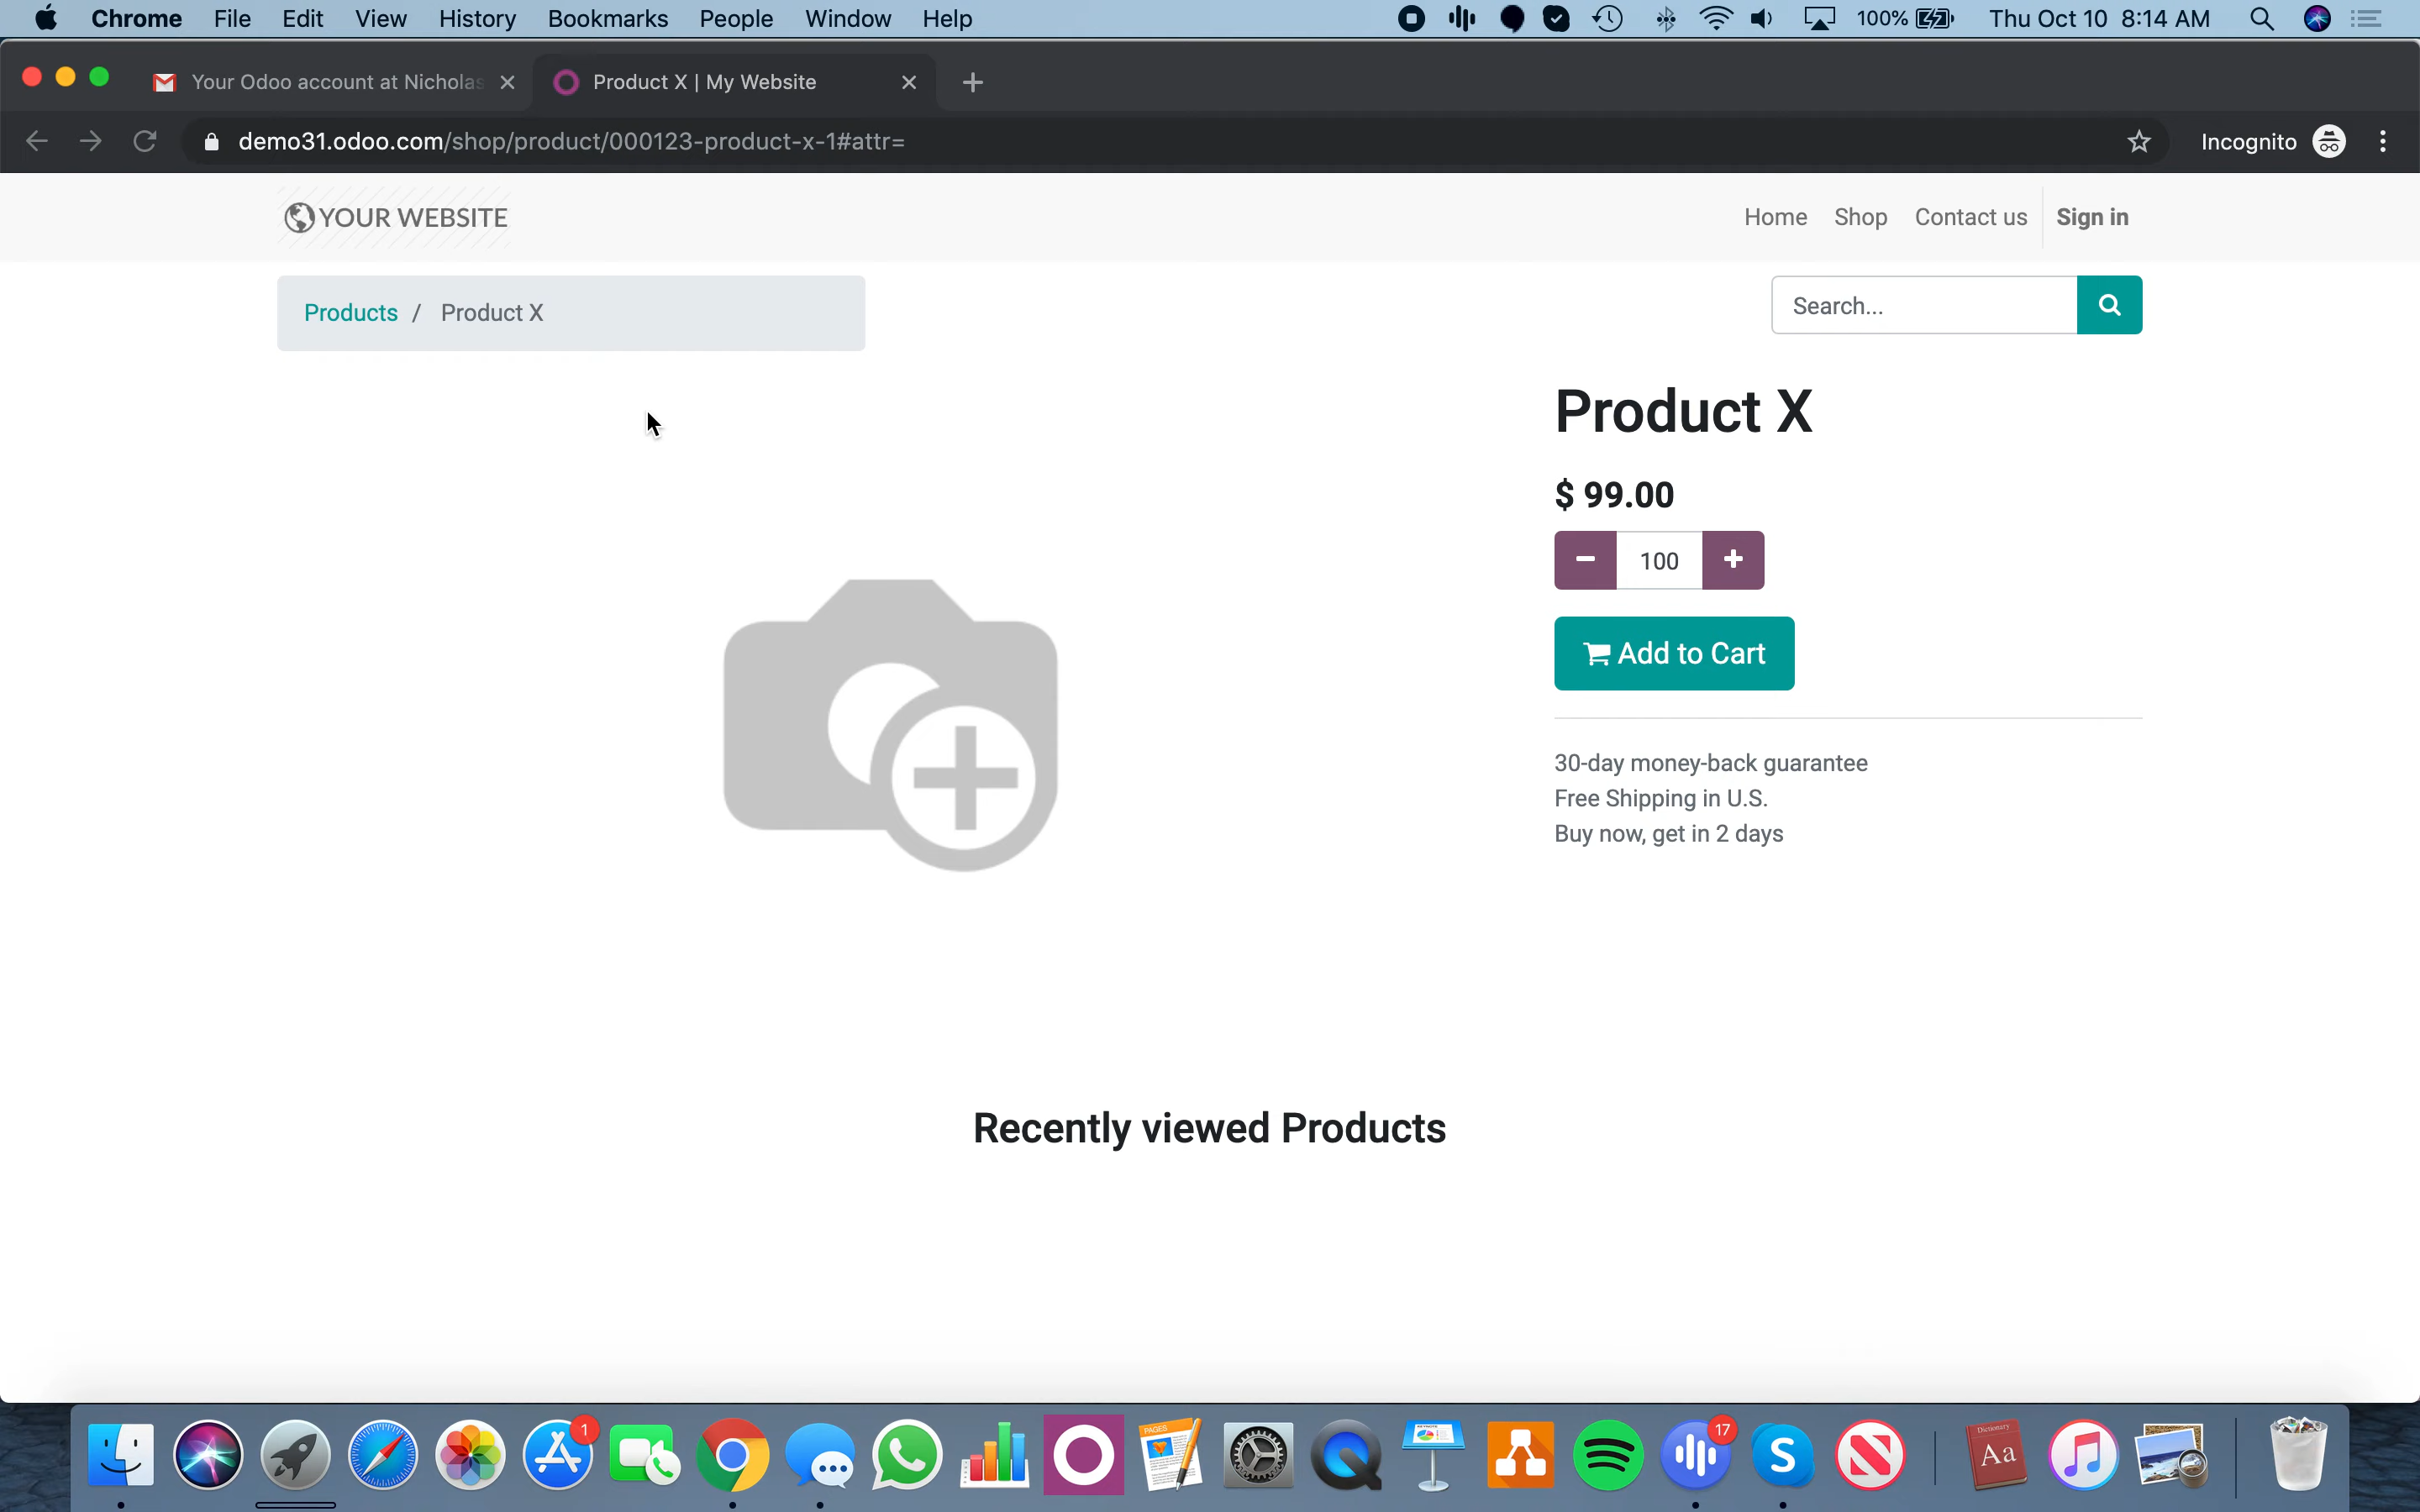 Chrome File Edit View History Bookmarks People Window Help 100% Thu Oct 10 8:14 AM
Your Odoo account at Nicholas Product X | My Website
demo31.odoo.com/shop/product/000123-product-x-1#attr= Incognito
YOUR WEBSITE Home Shop Contact us Sign in
Products / Product X Search...
Product X
$ 99.00
100
Add to Cart
30-day money-back guarantee
Free Shipping in U.S.
Buy now, get in 2 days
Recently viewed Products
1
17
PAGES
Dictionary
Aa